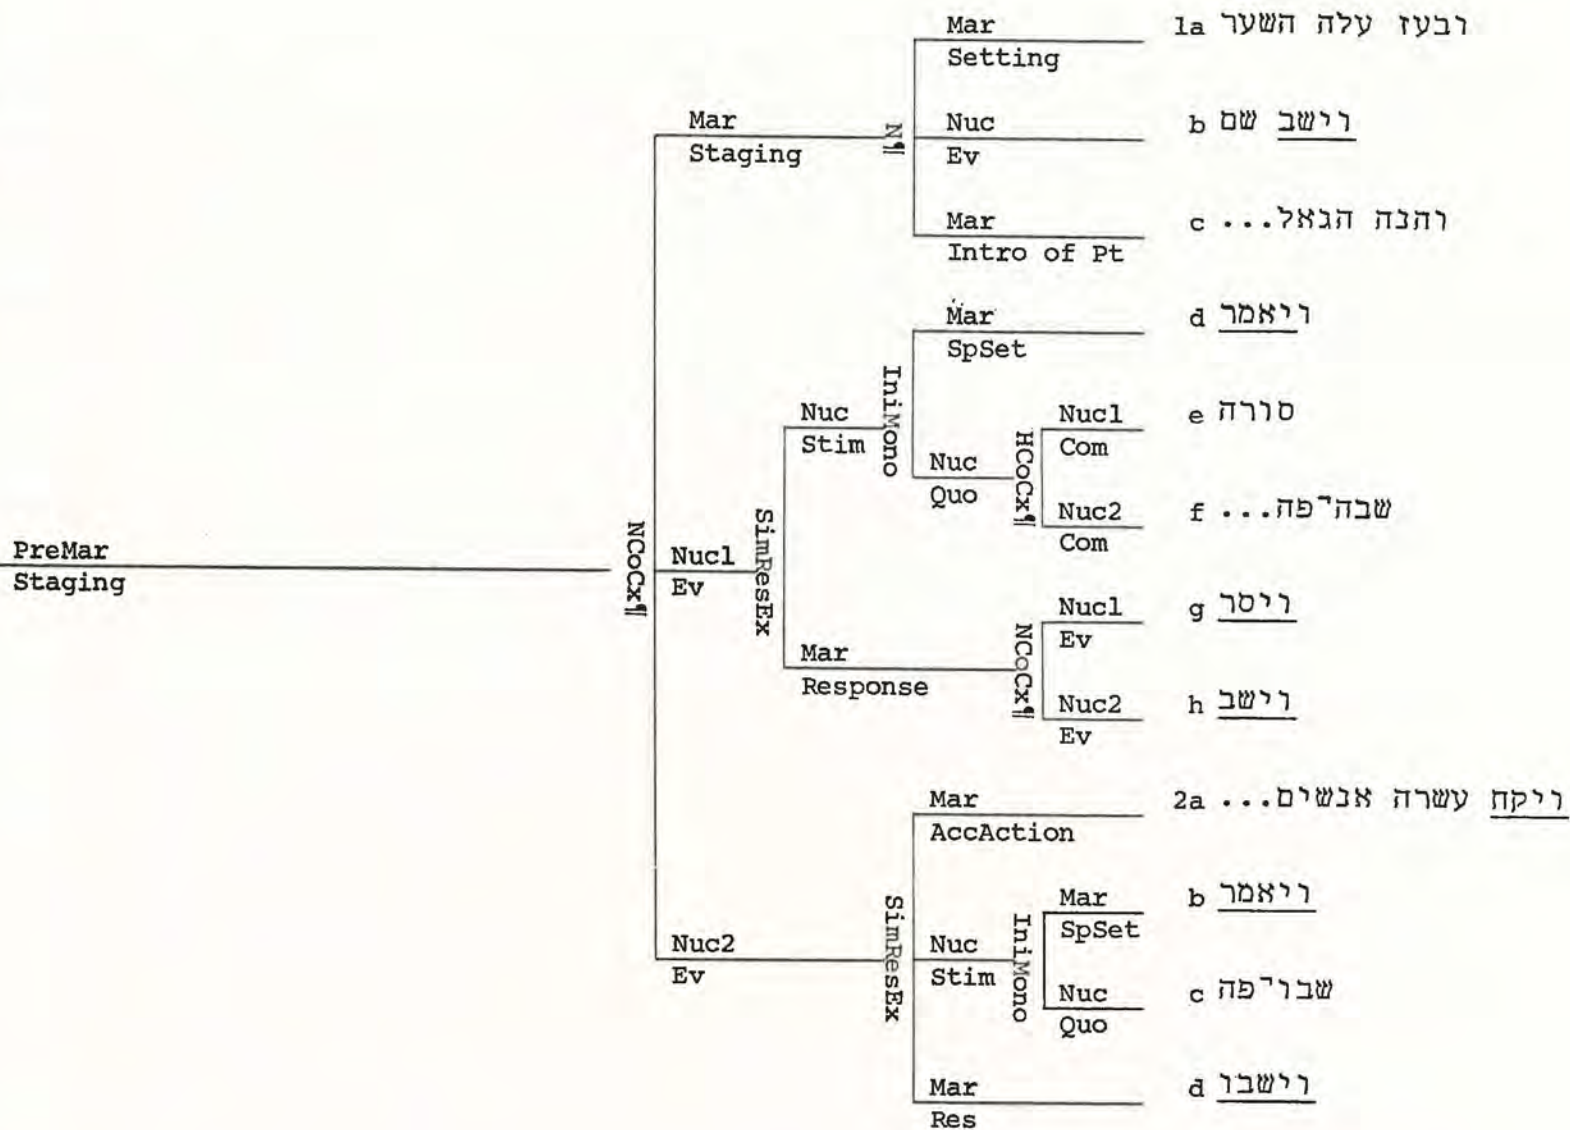 Mar 1a ובעז עלה השער
Setting
Mar N¶ Nuc b וישב שם
Staging Ev
Mar c והנה הגאל...
Intro of Pt
Mar d ויאמר
SpSet
IniMono
Nuc Nuc1 e סורה
Stim HCoCx¶ Com
Nuc
Quo Nuc2 f שבה־פה...
Com
PreMar NCoCx¶ Nuc1 SimResEx
Staging Ev
Nuc1 g ויסר
NCoCx¶ Ev
Mar
Response Nuc2 h וישב
Ev
Mar 2a ויקח עשרה אנשים...
AccAction
Mar b ויאמר
SpSet
Nuc2 SimResEx Nuc IniMono
Ev Stim
Nuc c שבו־פה
Quo
Mar d וישבו
Res